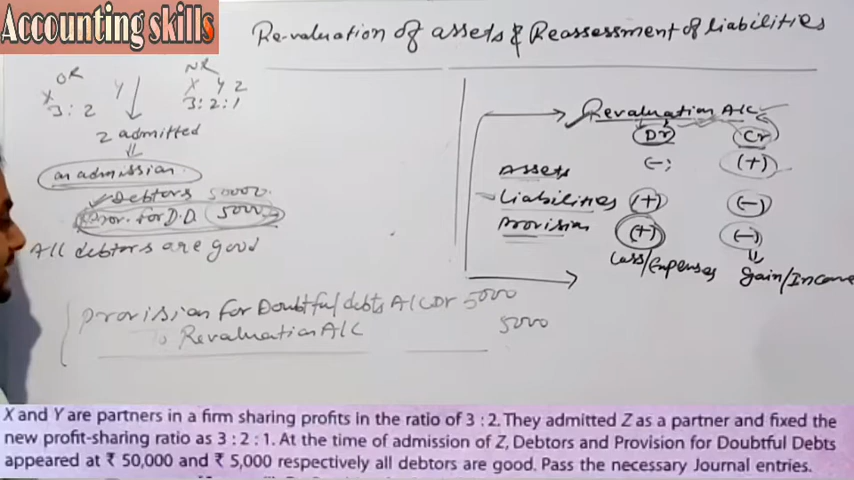 Accounting skills
Re-valuation of assets & Reassessment of liabilities
OR
X Y
3:2
NR
X Y Z
3:2:1
Z admitted
on admission
Debtors 50000
Prov. for D.D 5000
All debtors are good
Provision for Doubtful debts A/C Dr 5000
To Revaluation A/C 5000
Revaluation A/C
Dr Cr
Assets (-) (+)
Liabilities (+) (-)
Provision (+) (-)
Loss/Expenses Gain/Income
X and Y are partners in a firm sharing profits in the ratio of 3 : 2. They admitted Z as a partner and fixed the
new profit-sharing ratio as 3 : 2 : 1. At the time of admission of Z, Debtors and Provision for Doubtful Debts
appeared at ₹ 50,000 and ₹ 5,000 respectively all debtors are good. Pass the necessary Journal entries.